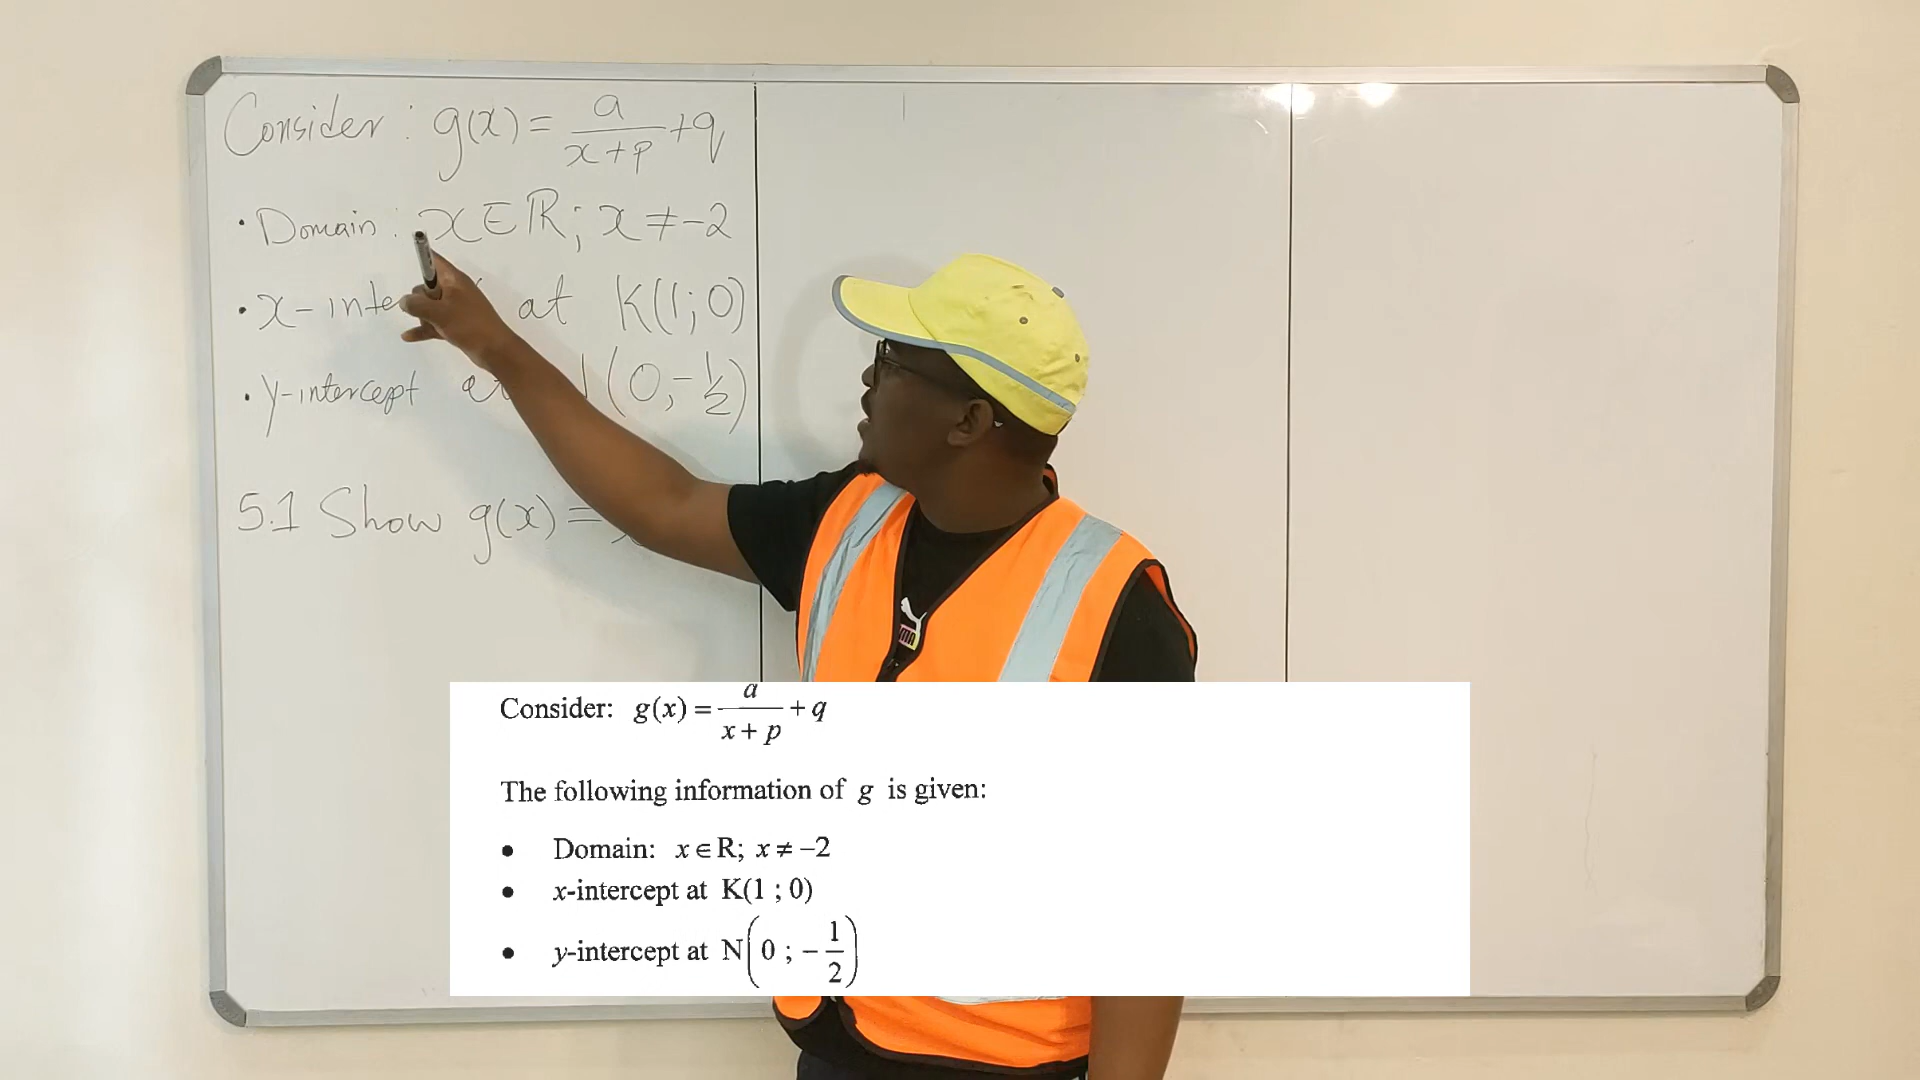 Consider : g(x) = a/(x+p) + q
• Domain : x ∈ ℝ ; x ≠ -2
• x-inte at K(1;0)
• y-intercept (0;-1/2)
5.1 Show g(x) =
Consider: g(x) = a/(x + p) + q
The following information of g is given:
• Domain: x ∈ R; x ≠ –2
• x-intercept at K(1 ; 0)
• y-intercept at N(0 ; –1/2)